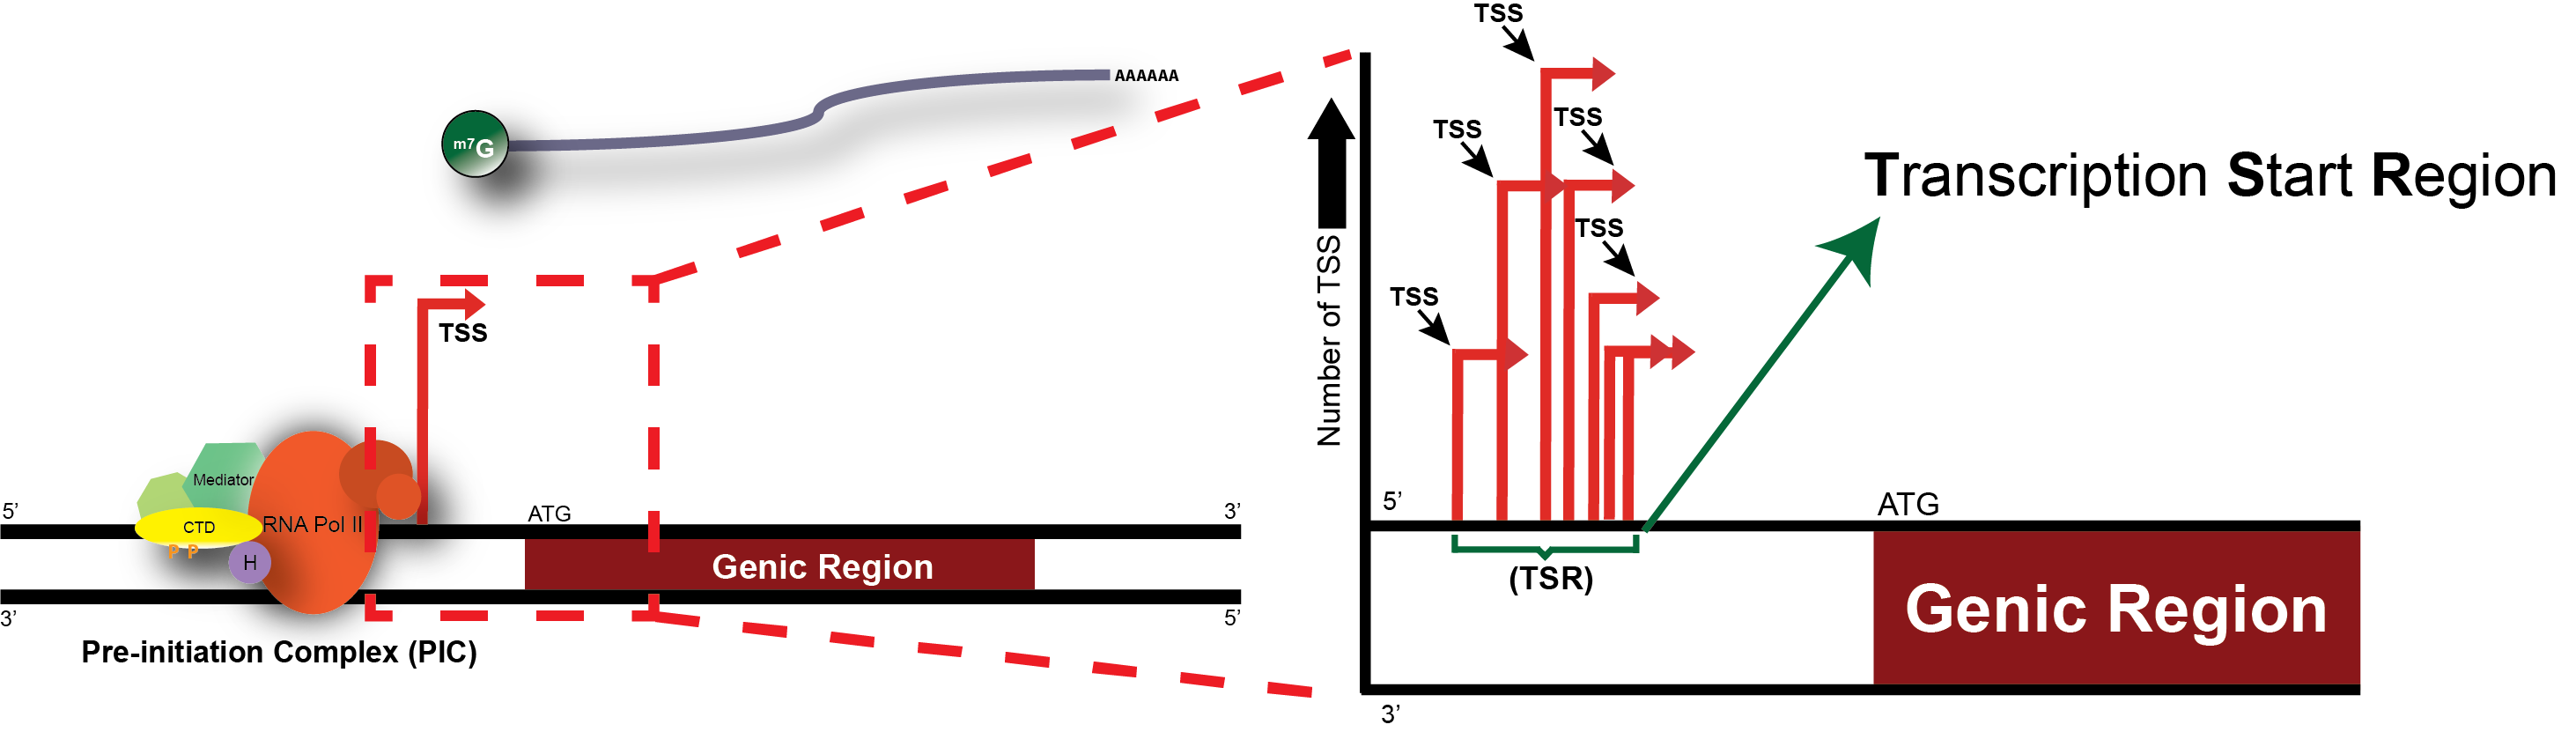 m7G
AAAAAA
TSS
Mediator
CTD
RNA Pol II
P P
H
5’
3’
ATG
Genic Region
3’
5’
Pre-initiation Complex (PIC)
Number of TSS
TSS
TSS
TSS
TSS
TSS
Transcription Start Region
5’
ATG
(TSR)
Genic Region
3’